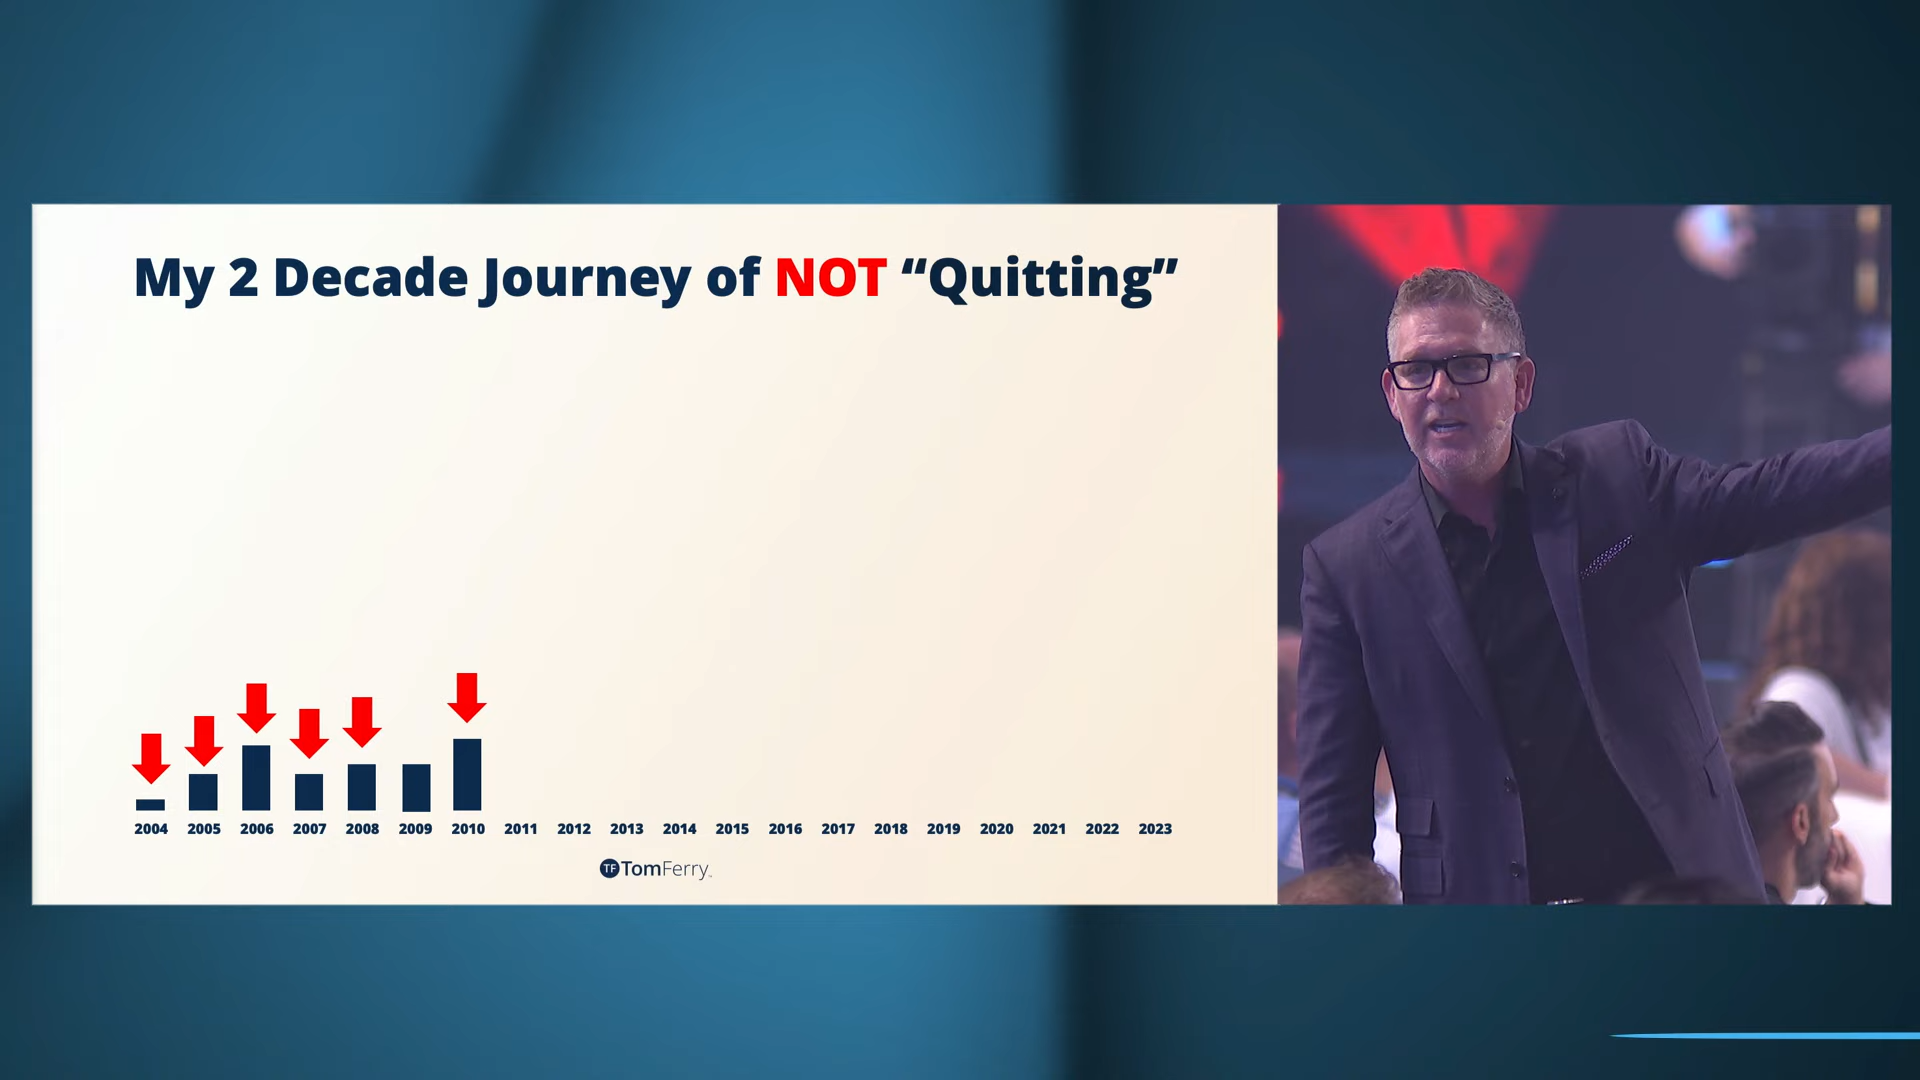 My 2 Decade Journey of NOT “Quitting”
2004 2005 2006 2007 2008 2009 2010 2011 2012 2013 2014 2015 2016 2017 2018 2019 2020 2021 2022 2023
TF TomFerry